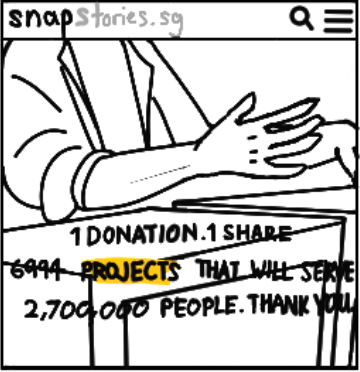 snapstories.sg
1 DONATION. 1 SHARE
6994 PROJECTS THAT WILL SERVE
2,700,000 PEOPLE. THANK YOU.